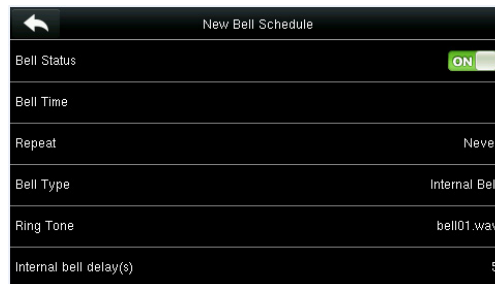 New Bell Schedule
Bell Status ON
Bell Time
Repeat Neve
Bell Type Internal Bel
Ring Tone bell01.wav
Internal bell delay(s) 5